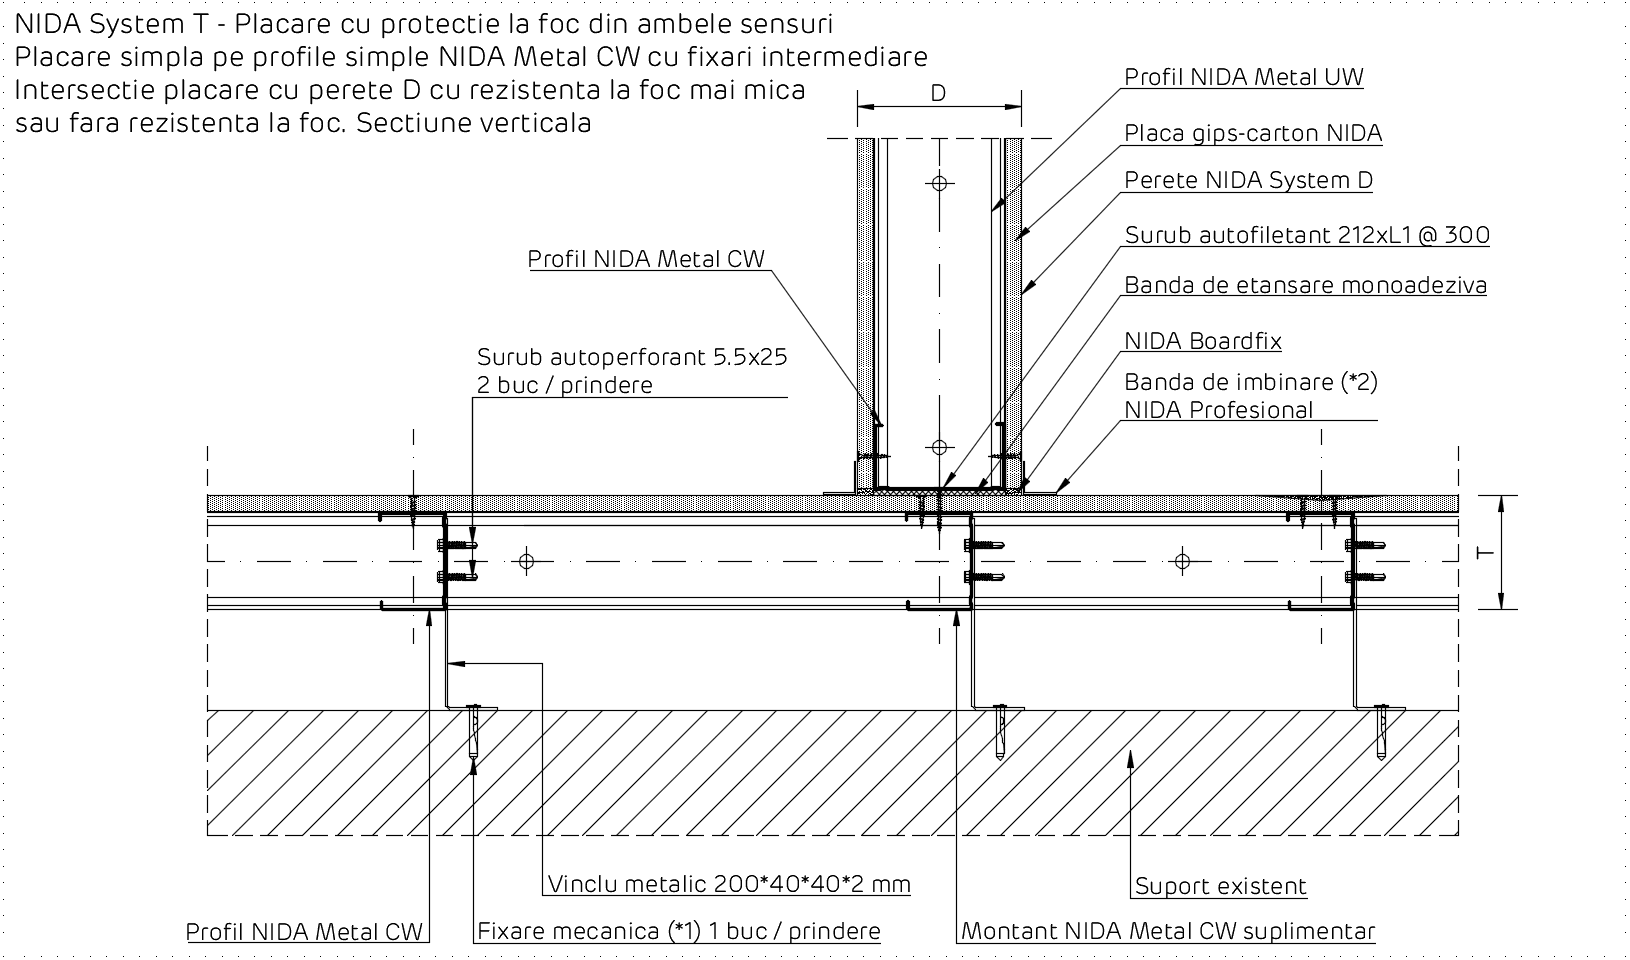 NIDA System T - Placare cu protectie la foc din ambele sensuri
Placare simpla pe profile simple NIDA Metal CW cu fixari intermediare
Intersectie placare cu perete D cu rezistenta la foc mai mica
sau fara rezistenta la foc. Sectiune verticala
D
Profil NIDA Metal UW
Placa gips-carton NIDA
Perete NIDA System D
Surub autofiletant 212xL1 @ 300
Profil NIDA Metal CW
Banda de etansare monoadeziva
NIDA Boardfix
Surub autoperforant 5.5x25
2 buc / prindere
Banda de imbinare (*2)
NIDA Profesional
T
Vinclu metalic 200*40*40*2 mm
Suport existent
Profil NIDA Metal CW
Fixare mecanica (*1) 1 buc / prindere
Montant NIDA Metal CW suplimentar